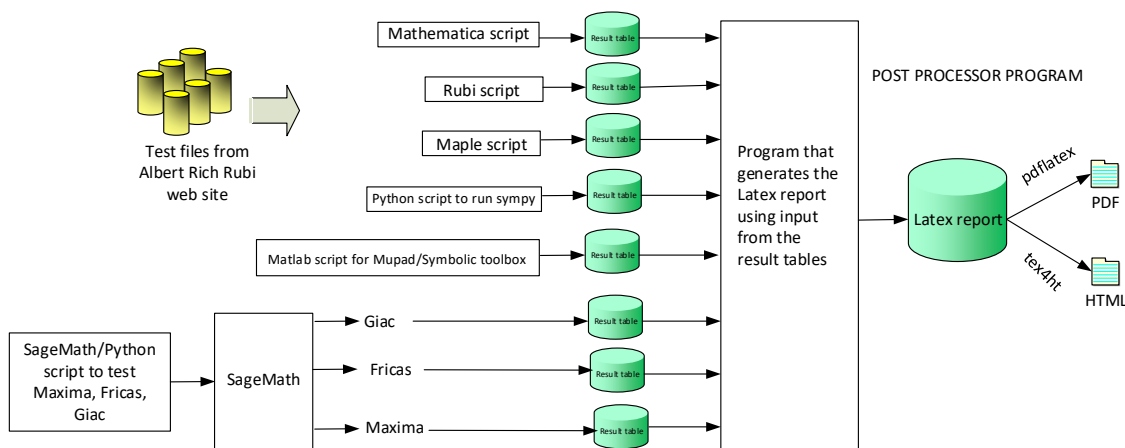 Mathematica script
Result table
Rubi script
Result table
POST PROCESSOR PROGRAM
Test files from
Albert Rich Rubi
web site
Maple script
Result table
Program that
generates the
Latex report
using input
from the
result tables
Python script to run sympy
Result table
Latex report
pdflatex
PDF
tex4ht
HTML
Matlab script for Mupad/Symbolic toolbox
Result table
SageMath/Python
script to test
Maxima, Fricas,
Giac
SageMath
Giac
Result table
Fricas
Result table
Maxima
Result table